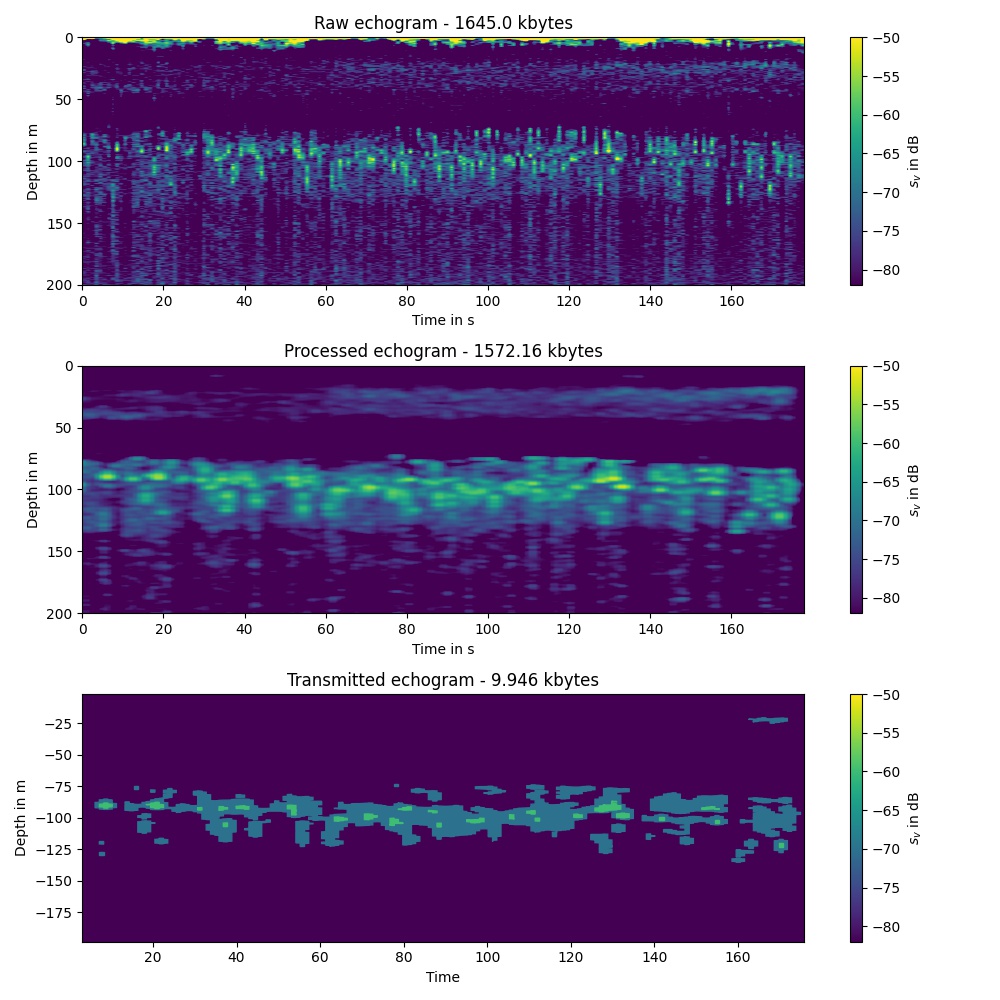 Raw echogram - 1645.0 kbytes
0
50
100
150
200
Depth in m
0 20 40 60 80 100 120 140 160
Time in s
−50
−55
−60
−65
−70
−75
−80
sv in dB
Processed echogram - 1572.16 kbytes
0
50
100
150
200
Depth in m
0 20 40 60 80 100 120 140 160
Time in s
−50
−55
−60
−65
−70
−75
−80
sv in dB
Transmitted echogram - 9.946 kbytes
−25
−50
−75
−100
−125
−150
−175
Depth in m
20 40 60 80 100 120 140 160
Time
−50
−55
−60
−65
−70
−75
−80
sv in dB